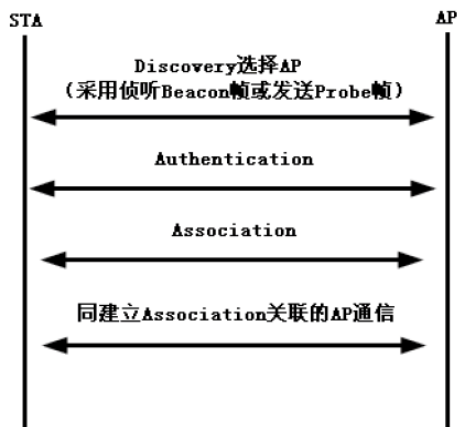 STA
AP
Discovery选择AP
（采用侦听Beacon帧或发送Probe帧）
Authentication
Association
同建立Association关联的AP通信